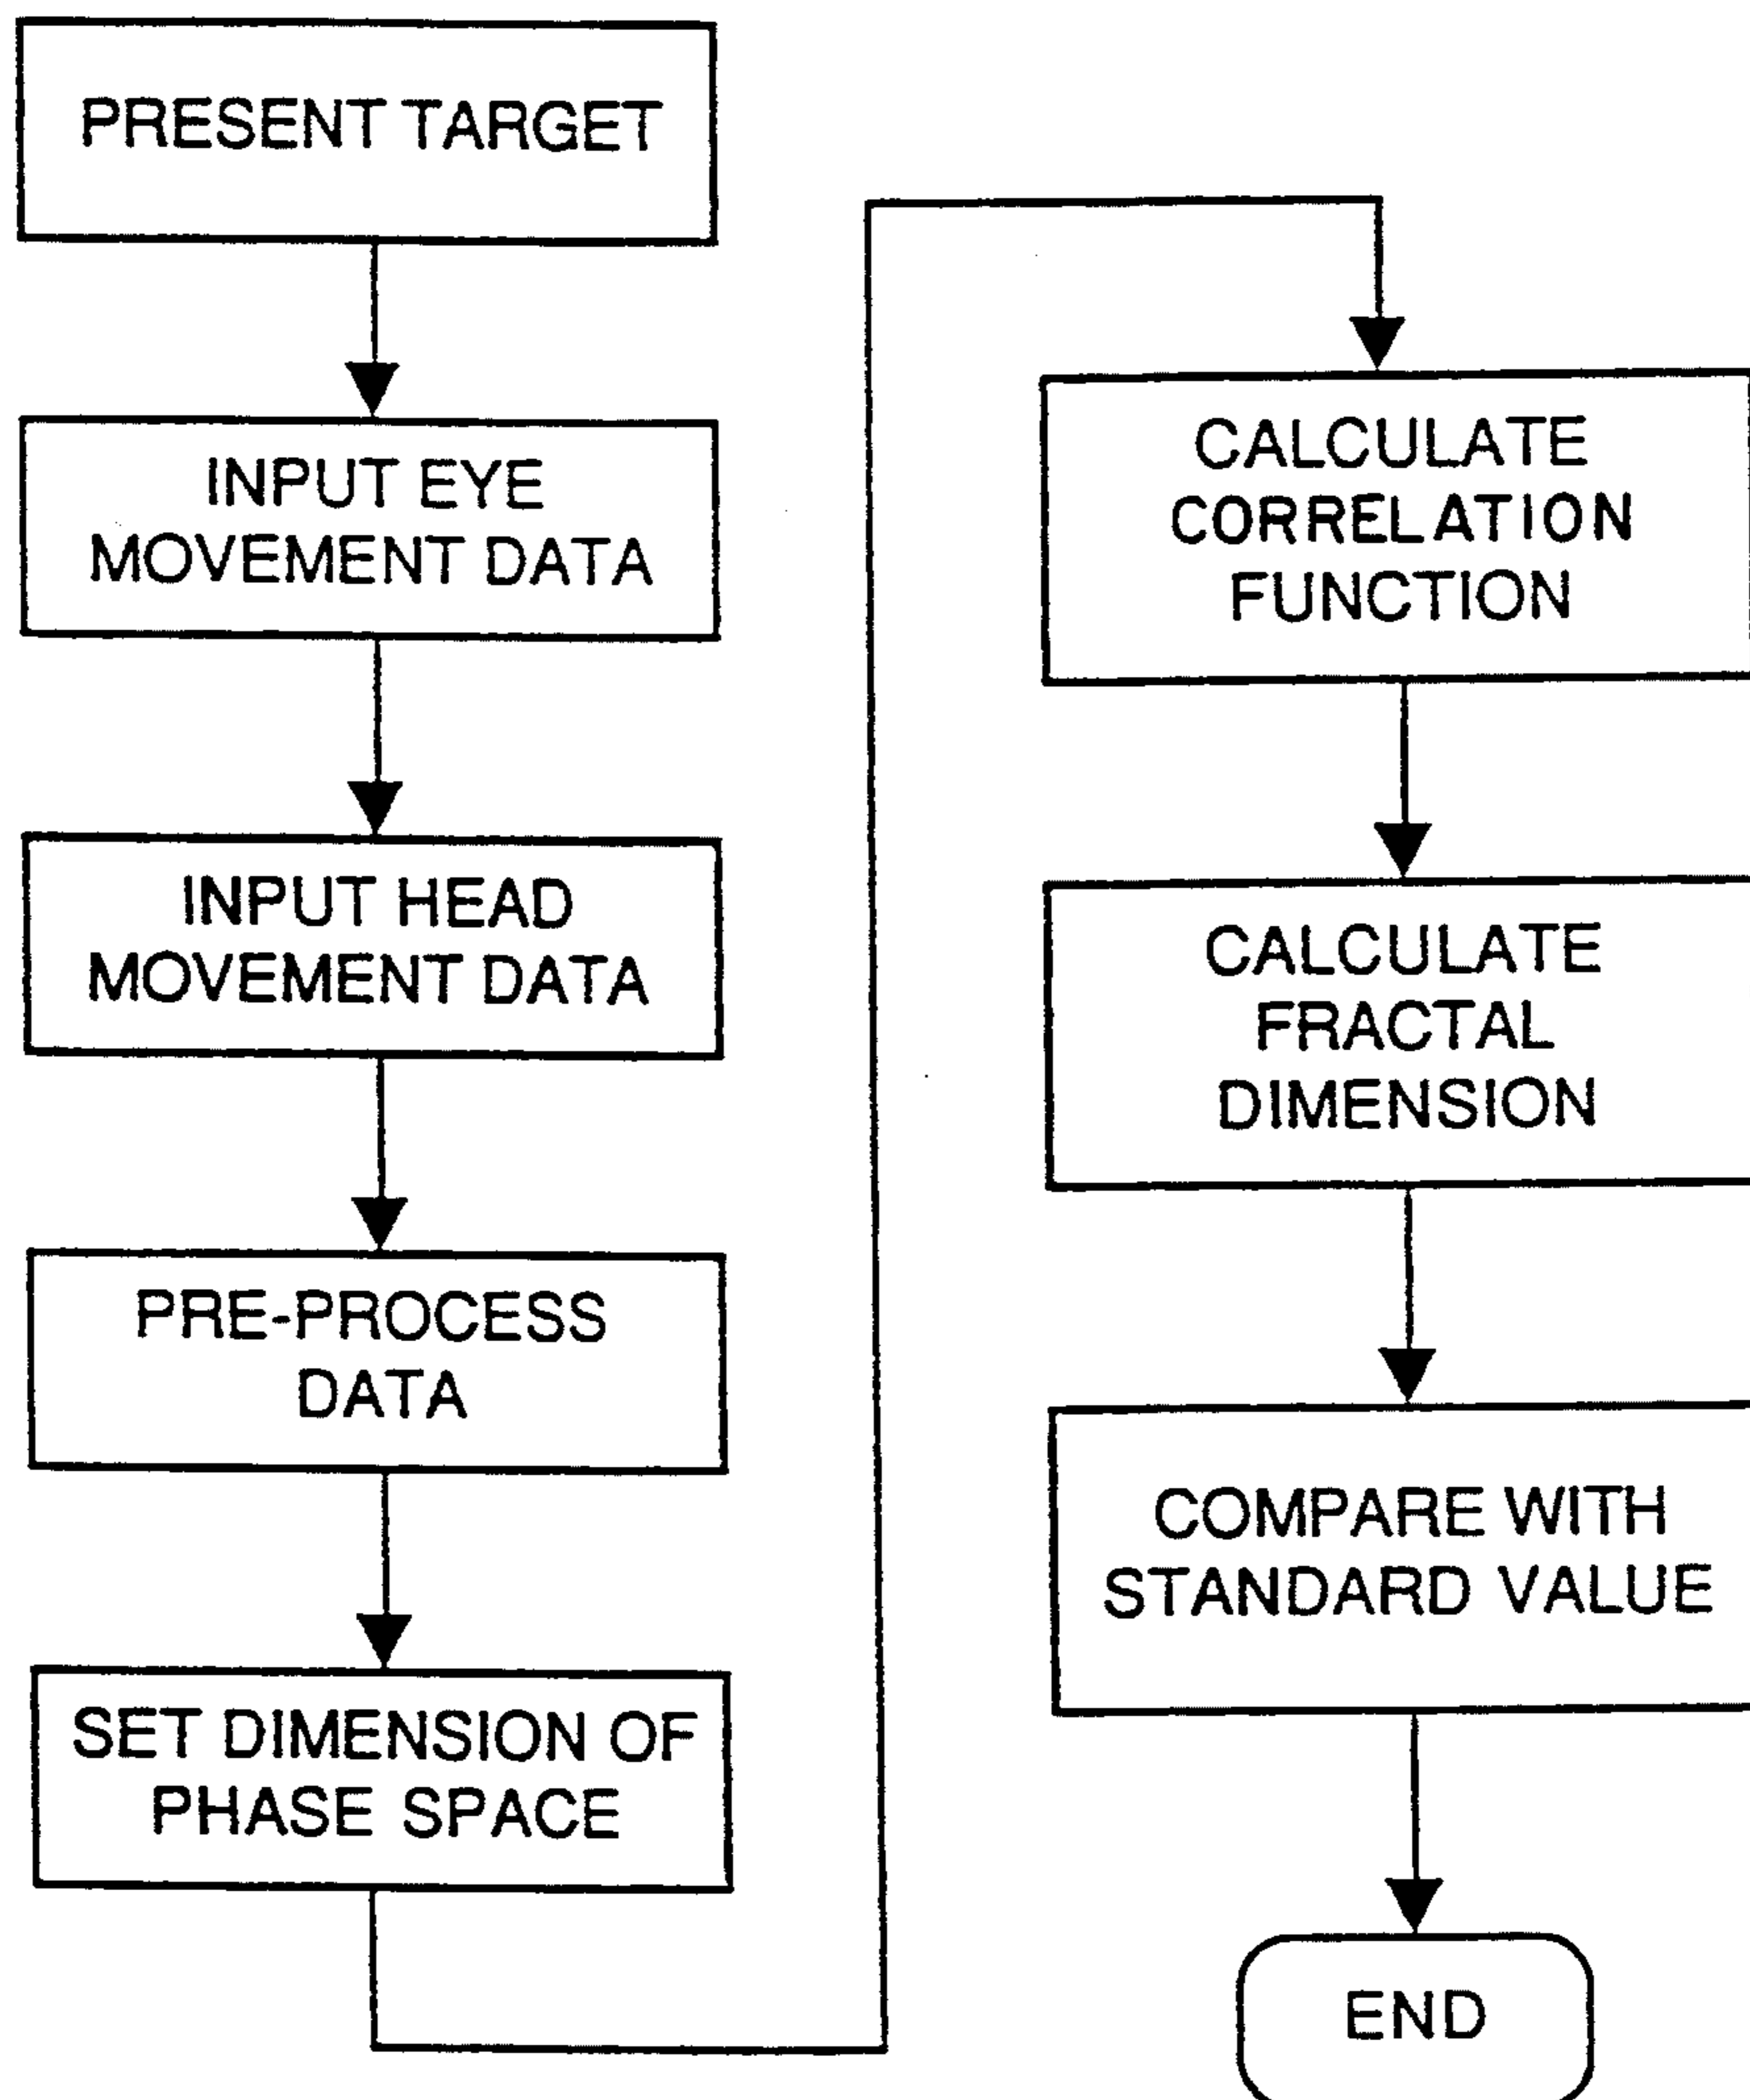 PRESENT TARGET
INPUT EYE
MOVEMENT DATA
INPUT HEAD
MOVEMENT DATA
PRE-PROCESS
DATA
SET DIMENSION OF
PHASE SPACE
CALCULATE
CORRELATION
FUNCTION
CALCULATE
FRACTAL
DIMENSION
COMPARE WITH
STANDARD VALUE
END